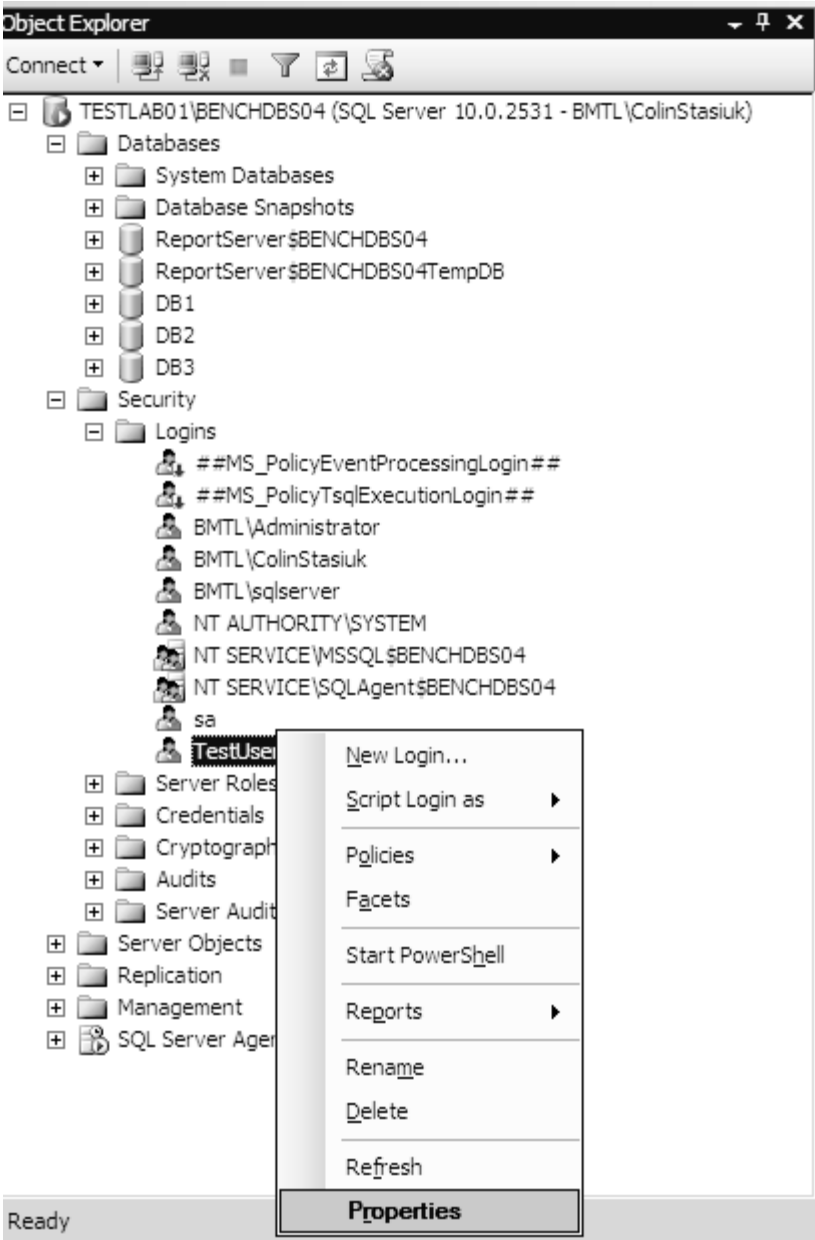 Object Explorer
Connect
TESTLAB01\BENCHDBS04 (SQL Server 10.0.2531 - BMTL\ColinStasiuk)
Databases
System Databases
Database Snapshots
ReportServer$BENCHDBS04
ReportServer$BENCHDBS04TempDB
DB1
DB2
DB3
Security
Logins
##MS_PolicyEventProcessingLogin##
##MS_PolicyTsqlExecutionLogin##
BMTL\Administrator
BMTL\ColinStasiuk
BMTL\sqlserver
NT AUTHORITY\SYSTEM
NT SERVICE\MSSQL$BENCHDBS04
NT SERVICE\SQLAgent$BENCHDBS04
sa
TestUser
Server Roles
Credentials
Cryptograph
Audits
Server Audit
Server Objects
Replication
Management
SQL Server Agen
New Login...
Script Login as
Policies
Facets
Start PowerShell
Reports
Rename
Delete
Refresh
Properties
Ready